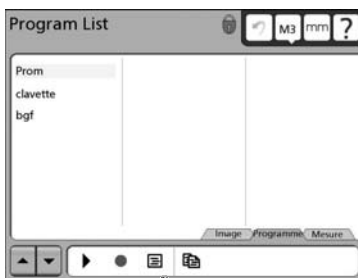 Program List
M3 mm ?
Prom
clavette
bgf
Image Programme Mesure